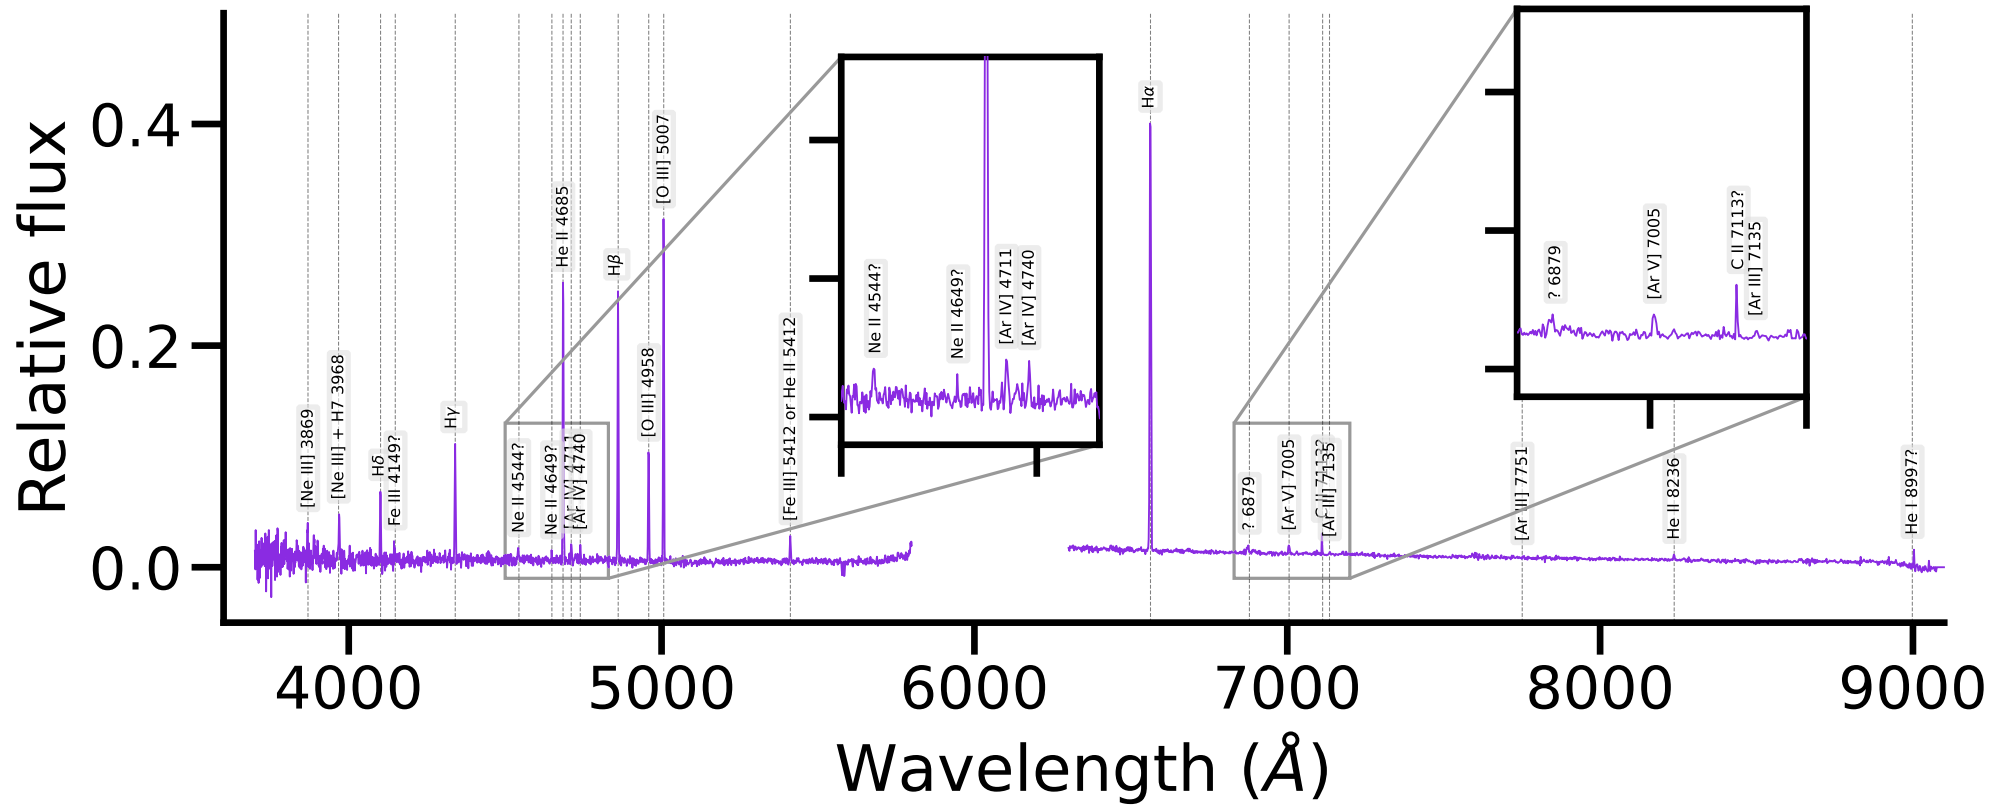 Relative flux
0.4
0.2
0.0
[Ne III] 3869
[Ne III] + H7 3968
Hδ
Fe III 4149?
Hγ
Ne II 4544?
Ne II 4649?
He II 4685
[Ar IV] 4711
[Ar IV] 4740
Hβ
[O III] 4958
[O III] 5007
[Fe III] 5412 or He II 5412
Ne II 4544?
Ne II 4649?
[Ar IV] 4711
[Ar IV] 4740
Hα
? 6879
[Ar V] 7005
C II 7113?
[Ar III] 7135
? 6879
[Ar V] 7005
C II 7113?
[Ar III] 7135
[Ar III] 7751
He II 8236
He I 8997?
4000 5000 6000 7000 8000 9000
Wavelength (Å)